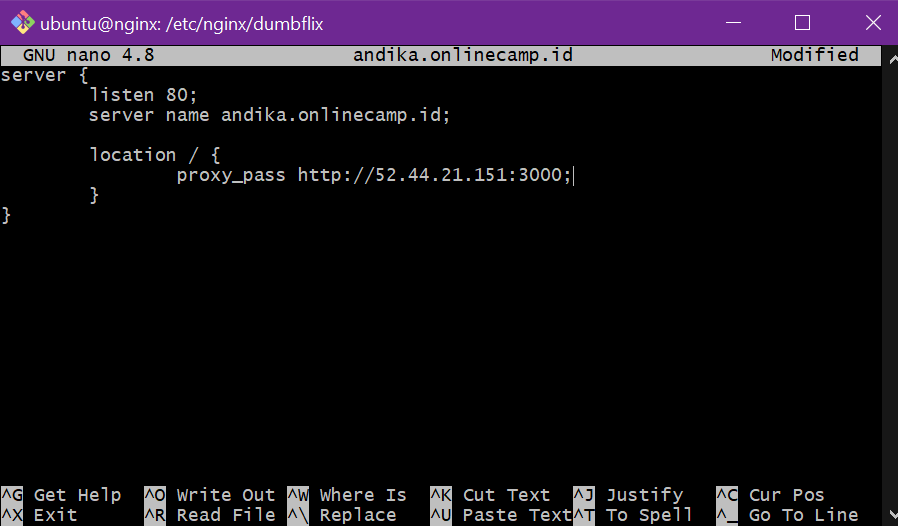 ubuntu@nginx: /etc/nginx/dumbflix
GNU nano 4.8 andika.onlinecamp.id Modified
server {
listen 80;
server name andika.onlinecamp.id;
location / {
proxy_pass http://52.44.21.151:3000;
}
}
^G Get Help ^O Write Out ^W Where Is ^K Cut Text ^J Justify ^C Cur Pos
^X Exit ^R Read File ^\ Replace ^U Paste Text ^T To Spell ^_ Go To Line